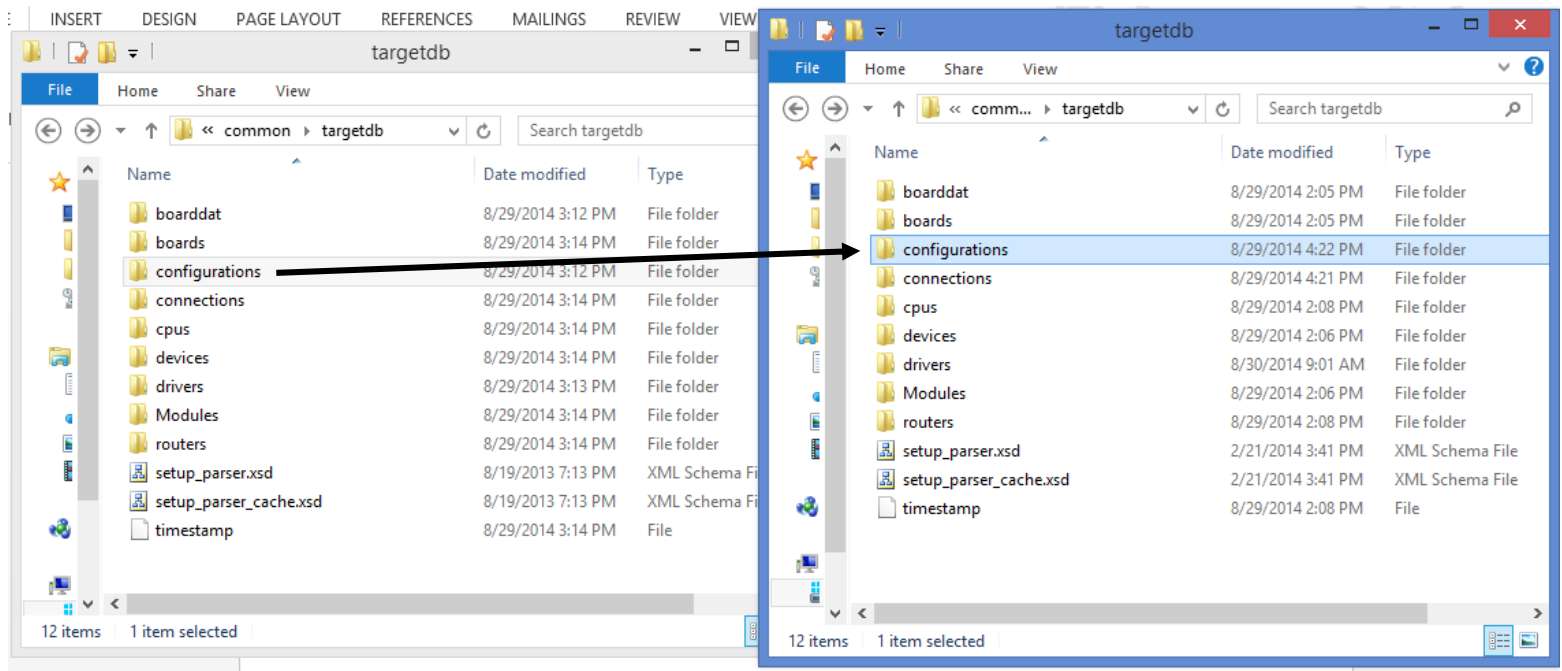 INSERT DESIGN PAGE LAYOUT REFERENCES MAILINGS REVIEW VIEW
targetdb
File Home Share View
« common targetdb Search targetdb
Name Date modified Type
boarddat 8/29/2014 3:12 PM File folder
boards 8/29/2014 3:14 PM File folder
configurations 8/29/2014 3:12 PM File folder
connections 8/29/2014 3:14 PM File folder
cpus 8/29/2014 3:14 PM File folder
devices 8/29/2014 3:14 PM File folder
drivers 8/29/2014 3:13 PM File folder
Modules 8/29/2014 3:14 PM File folder
routers 8/29/2014 3:14 PM File folder
setup_parser.xsd 8/19/2013 7:13 PM XML Schema Fi
setup_parser_cache.xsd 8/19/2013 7:13 PM XML Schema Fi
timestamp 8/29/2014 3:14 PM File
12 items 1 item selected
targetdb
File Home Share View
« comm... targetdb Search targetdb
Name Date modified Type
boarddat 8/29/2014 2:05 PM File folder
boards 8/29/2014 2:05 PM File folder
configurations 8/29/2014 4:22 PM File folder
connections 8/29/2014 4:21 PM File folder
cpus 8/29/2014 2:08 PM File folder
devices 8/29/2014 2:06 PM File folder
drivers 8/30/2014 9:01 AM File folder
Modules 8/29/2014 2:06 PM File folder
routers 8/29/2014 2:08 PM File folder
setup_parser.xsd 2/21/2014 3:41 PM XML Schema File
setup_parser_cache.xsd 2/21/2014 3:41 PM XML Schema File
timestamp 8/29/2014 2:08 PM File
12 items 1 item selected